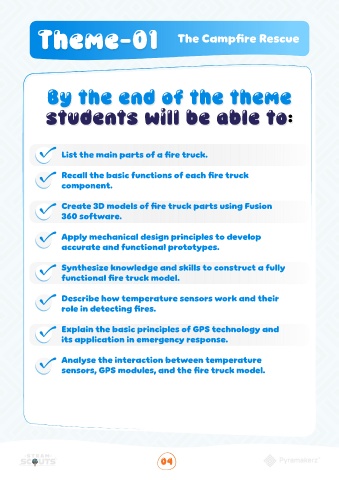 Theme-01
The Campfire Rescue
By the end of the theme
students will be able to:
List the main parts of a fire truck.
Recall the basic functions of each fire truck
component.
Create 3D models of fire truck parts using Fusion
360 software.
Apply mechanical design principles to develop
accurate and functional prototypes.
Synthesize knowledge and skills to construct a fully
functional fire truck model.
Describe how temperature sensors work and their
role in detecting fires.
Explain the basic principles of GPS technology and
its application in emergency response.
Analyse the interaction between temperature
sensors, GPS modules, and the fire truck model.
SCOUTS
04